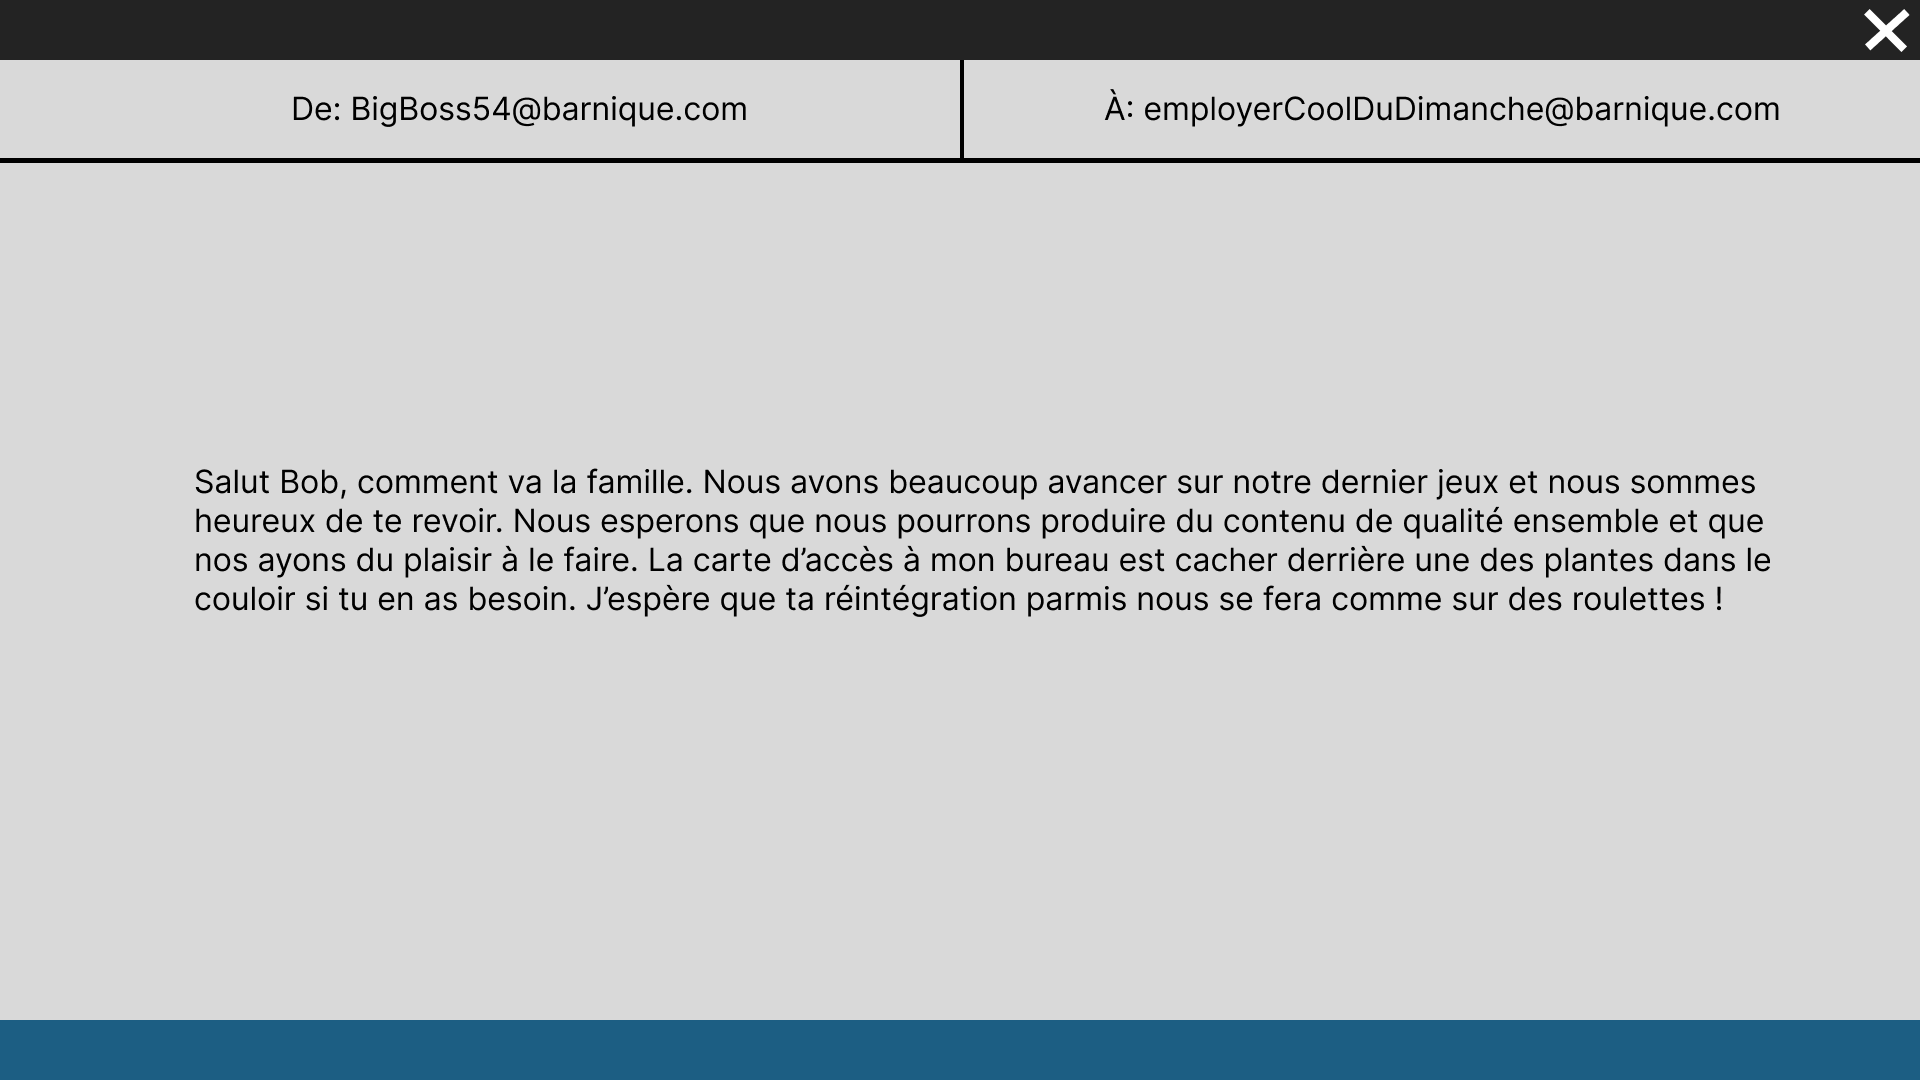 De: BigBoss54@barnique.com
À: employerCoolDuDimanche@barnique.com
Salut Bob, comment va la famille. Nous avons beaucoup avancer sur notre dernier jeux et nous sommes
heureux de te revoir. Nous esperons que nous pourrons produire du contenu de qualité ensemble et que
nos ayons du plaisir à le faire. La carte d’accès à mon bureau est cacher derrière une des plantes dans le
couloir si tu en as besoin. J’espère que ta réintégration parmis nous se fera comme sur des roulettes !